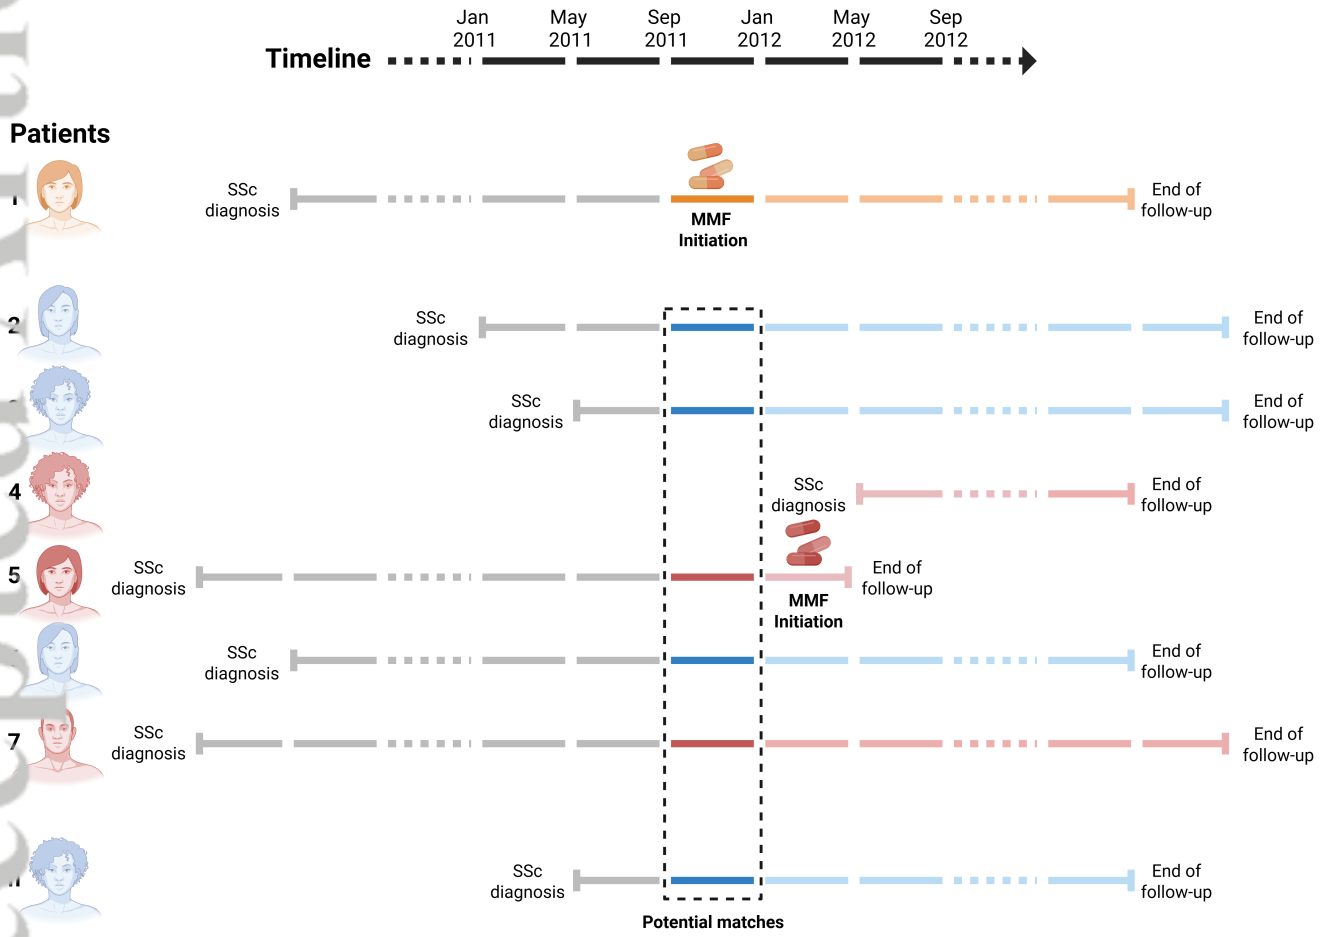 Jan May Sep Jan May Sep
2011 2011 2011 2012 2012 2012
Timeline
Patients
SSc
diagnosis
MMF
Initiation
End of
follow-up
2
SSc
diagnosis
End of
follow-up
SSc
diagnosis
End of
follow-up
4
SSc
diagnosis
End of
follow-up
5
SSc
diagnosis
MMF
Initiation
End of
follow-up
SSc
diagnosis
End of
follow-up
7
SSc
diagnosis
End of
follow-up
SSc
diagnosis
End of
follow-up
Potential matches